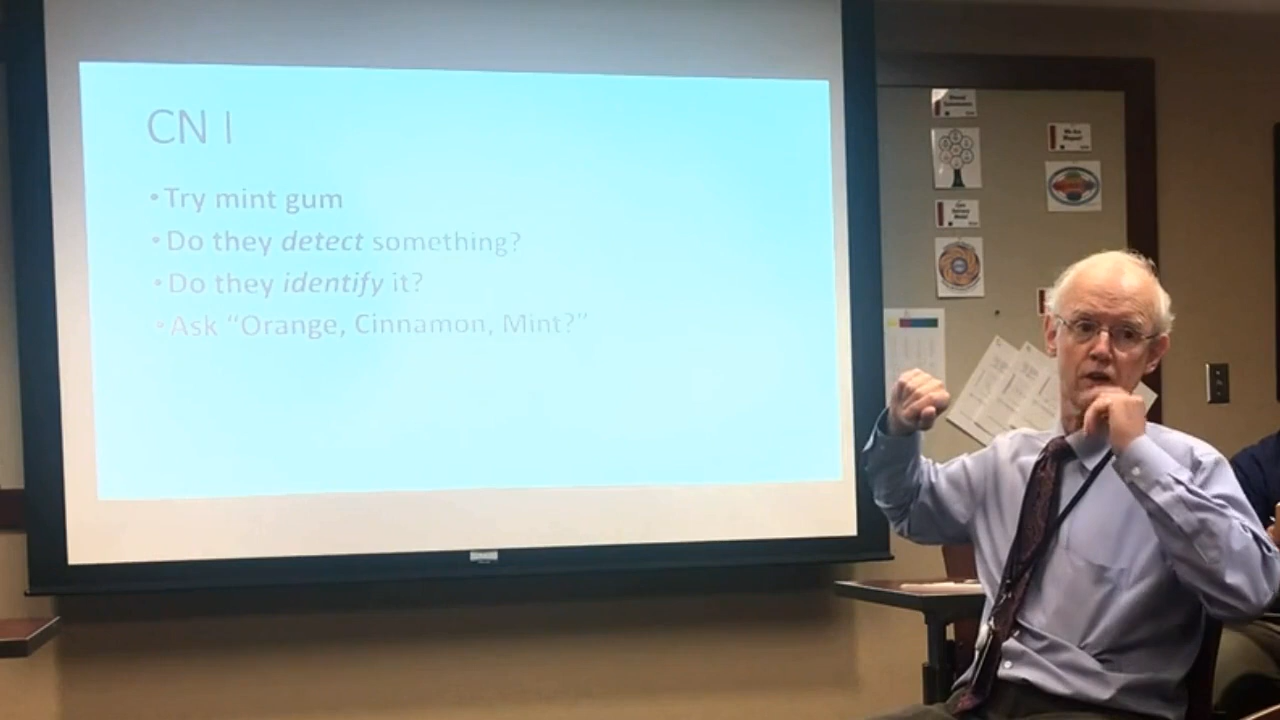 CN I
•Try mint gum
•Do they detect something?
•Do they identify it?
•Ask “Orange, Cinnamon, Mint?”